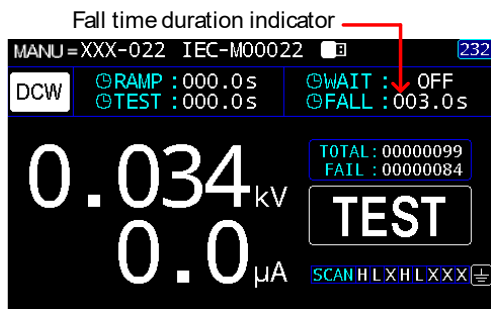 Fall time duration indicator
MANU=XXX-022 IEC-M00022 232
DCW RAMP :000.0s WAIT : OFF
TEST :000.0s FALL :003.0s
0.034 kV
TOTAL:00000099
FAIL :00000084
TEST
0.0 µA
SCAN H L X H L X X X